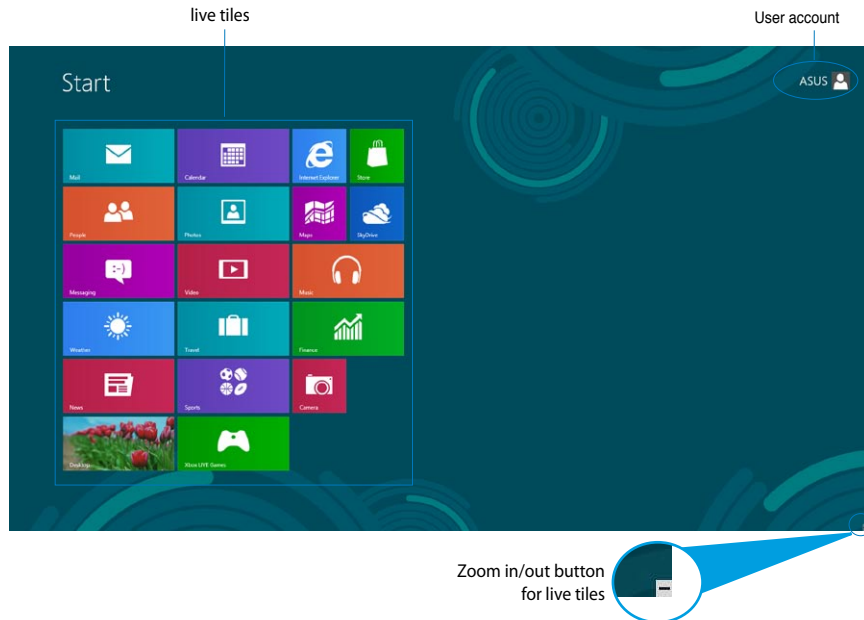 live tiles
User account
Start
ASUS
Mail
Calendar
Internet Explorer
Store
People
Photos
Maps
SkyDrive
Messaging
Video
Music
Weather
Travel
Finance
News
Sports
Camera
Desktop
Xbox LIVE Games
Zoom in/out button
for live tiles